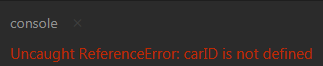 console ×
Uncaught ReferenceError: carID is not defined